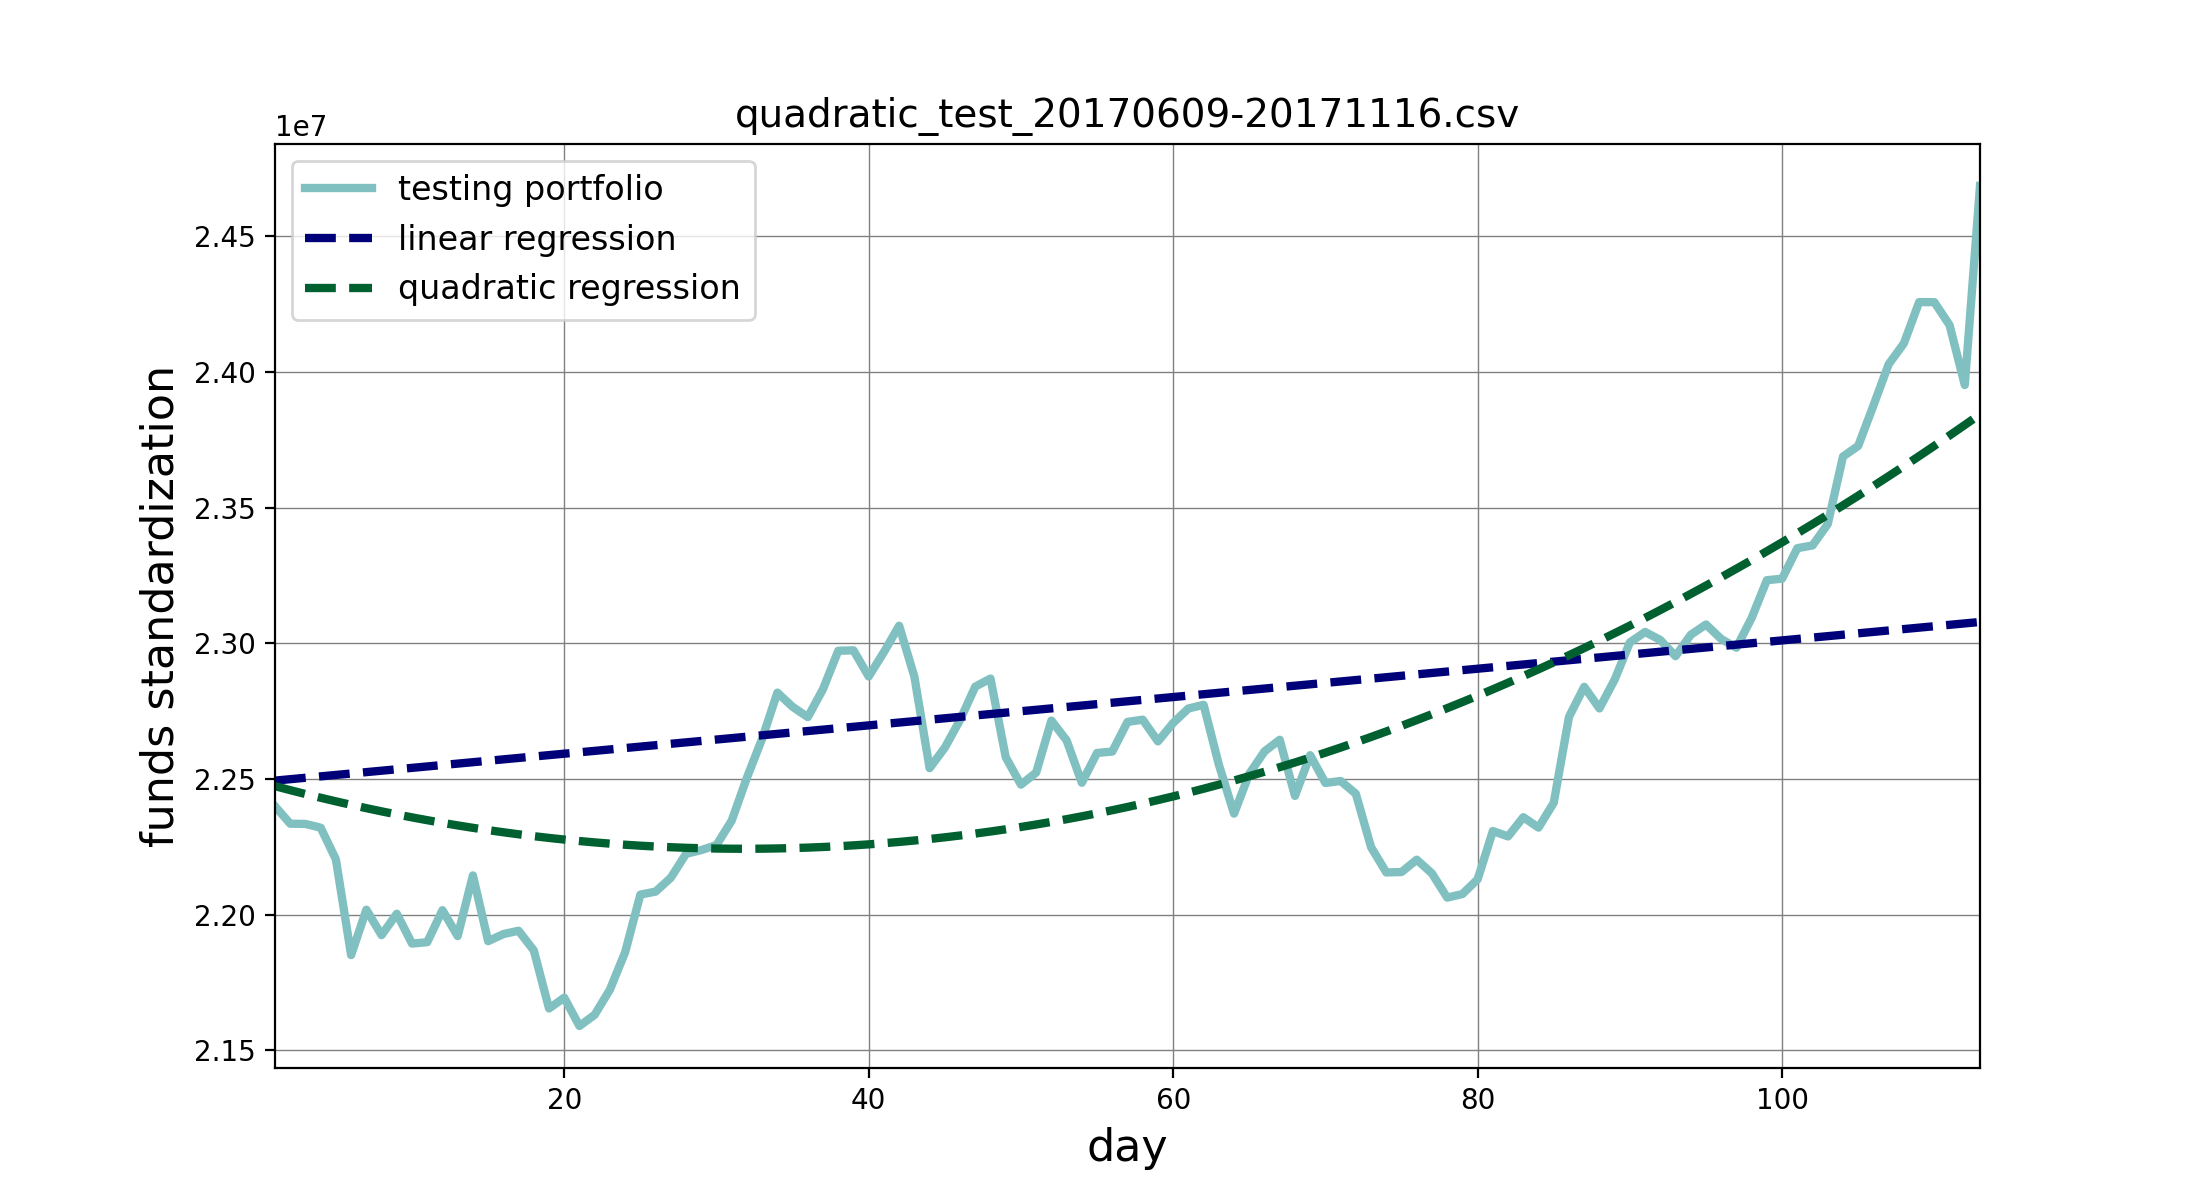 quadratic_test_20170609-20171116.csv
1e7
testing portfolio
linear regression
quadratic regression
2.45
2.40
2.35
2.30
2.25
2.20
2.15
funds standardization
20 40 60 80 100
day